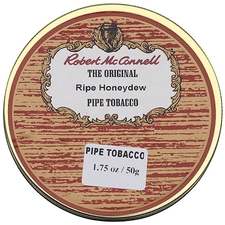 Robert McConnell
THE ORIGINAL
Ripe Honeydew
PIPE TOBACCO
PIPE TOBACCO
1.75 oz / 50g